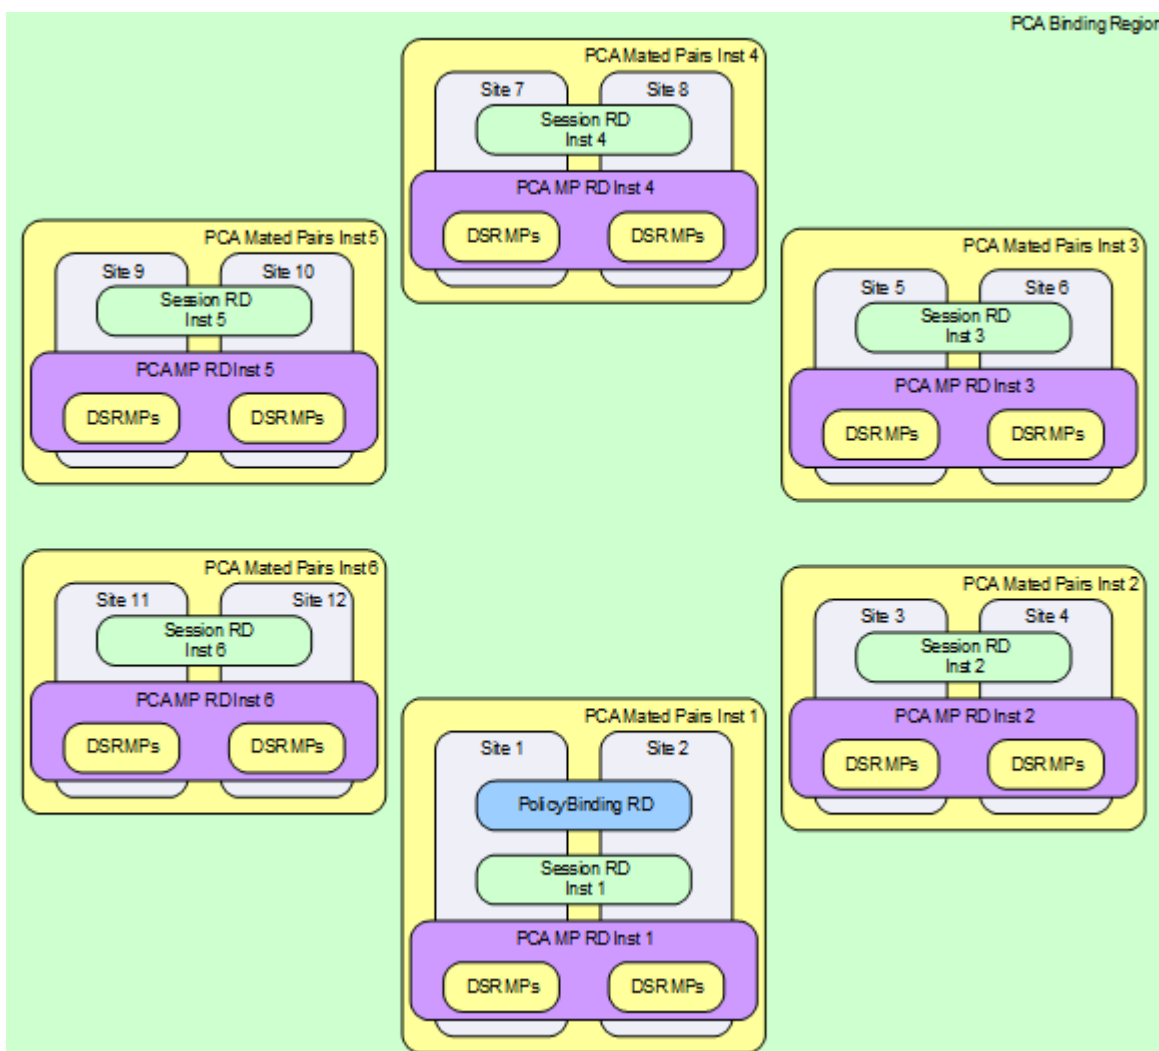 PCA Binding Region
PCA Mated Pairs Inst 4
Site 7
Site 8
Session RD
Inst 4
PCA MP RD Inst 4
DSR MPs
DSR MPs
PCA Mated Pairs Inst 5
Site 9
Site 10
Session RD
Inst 5
PCA MP RD Inst 5
DSR MPs
DSR MPs
PCA Mated Pairs Inst 3
Site 5
Site 6
Session RD
Inst 3
PCA MP RD Inst 3
DSR MPs
DSR MPs
PCA Mated Pairs Inst 6
Site 11
Site 12
Session RD
Inst 6
PCA MP RD Inst 6
DSR MPs
DSR MPs
PCA Mated Pairs Inst 2
Site 3
Site 4
Session RD
Inst 2
PCA MP RD Inst 2
DSR MPs
DSR MPs
PCA Mated Pairs Inst 1
Site 1
Site 2
Policy Binding RD
Session RD
Inst 1
PCA MP RD Inst 1
DSR MPs
DSR MPs